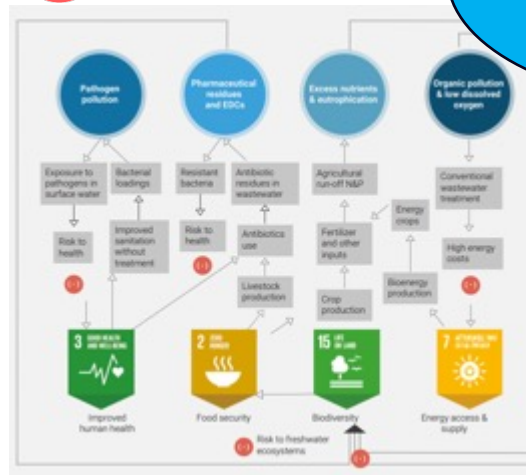 Pathogen
pollution
Pharmaceutical
residues
and EDCs
Excess nutrients
& eutrophication
Organic pollution
& low dissolved
oxygen
Exposure to
pathogens in
surface water
Bacterial
loadings
Resistant
bacteria
Antibiotic
residues in
wastewater
Agricultural
run-off N&P
Conventional
wastewater
treatment
Risk to
health
Improved
sanitation
without
treatment
Risk to
health
Antibiotics
use
Fertilizer
and other
inputs
Energy
crops
High energy
costs
(-)
(-)
(-)
Livestock
production
Crop
production
Bioenergy
production
3 GOOD HEALTH
AND WELL-BEING
2 ZERO
HUNGER
15 LIFE
ON LAND
7 AFFORDABLE AND
Improved
human health
Food security
Biodiversity
Energy access &
supply
(-) Risk to freshwater
ecosystems
(-)